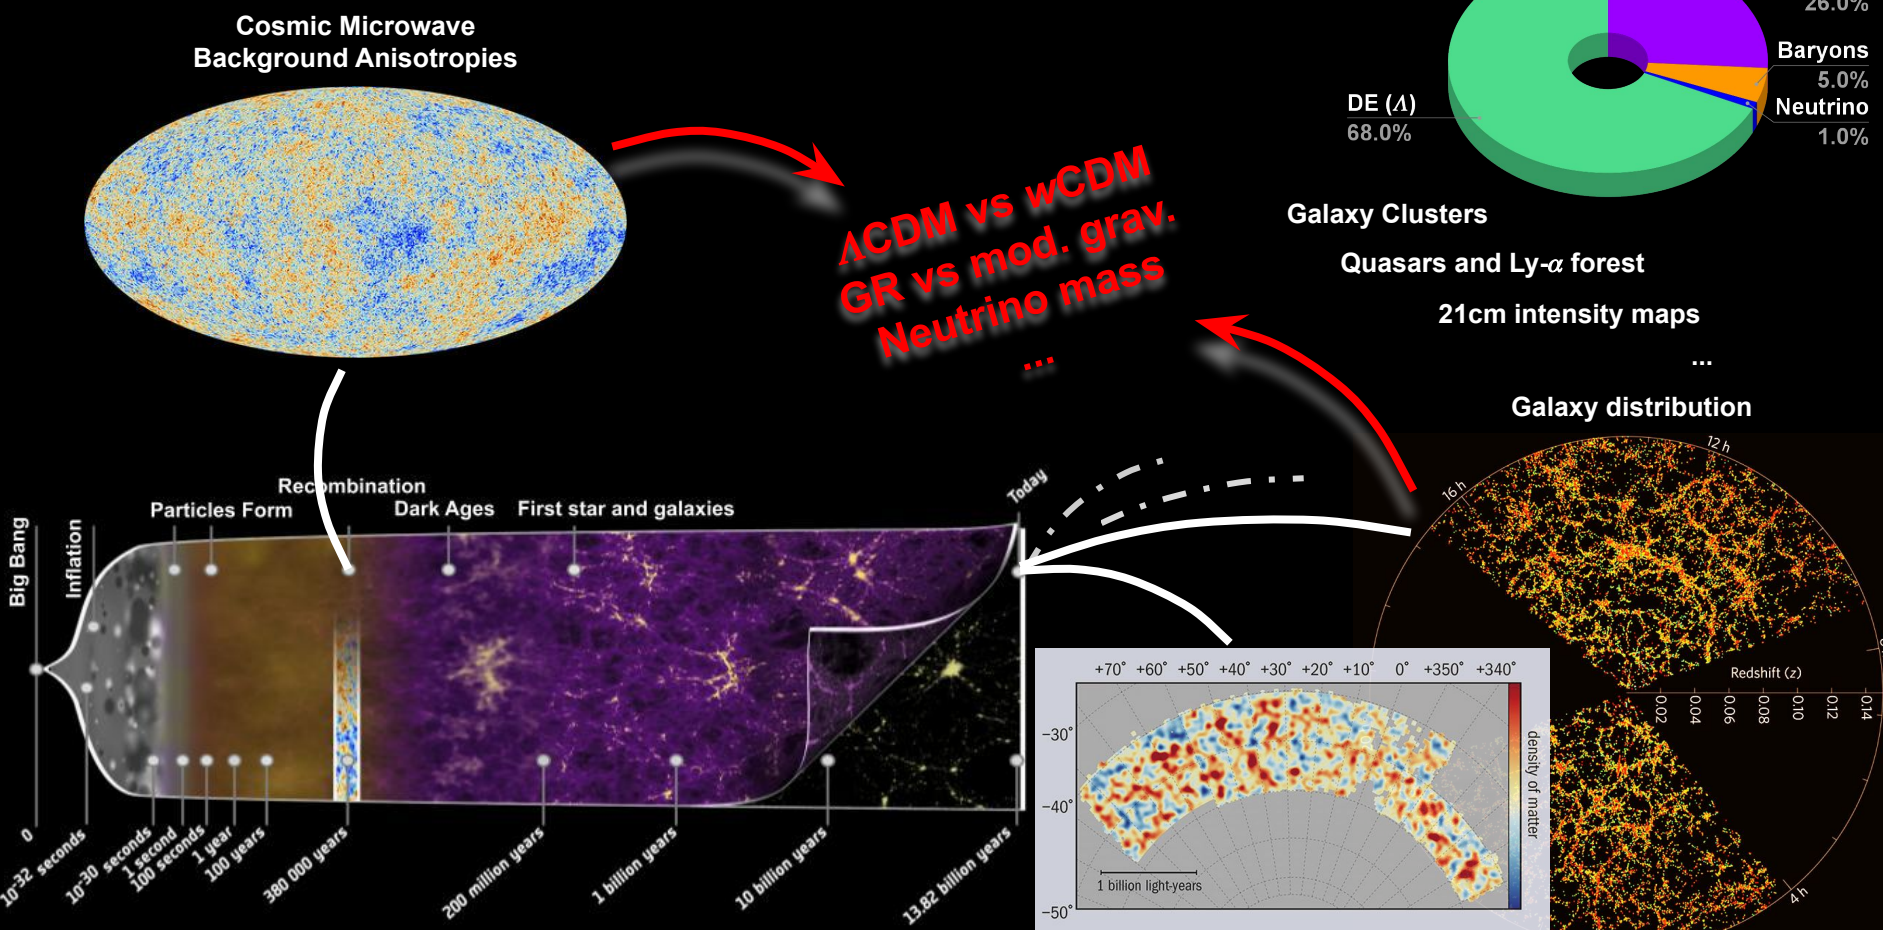 Cosmic Microwave
Background Anisotropies
26.0%
Baryons
5.0%
Neutrino
1.0%
DE (Λ)
68.0%
ΛCDM vs wCDM
GR vs mod. grav.
Neutrino mass
...
Galaxy Clusters
Quasars and Ly-α forest
21cm intensity maps
...
Galaxy distribution
12 h
16 h
Redshift (z)
0.02
0.04
0.06
0.08
0.10
0.12
0.14
4 h
Big Bang
Inflation
Particles Form
Recombination
Dark Ages
First star and galaxies
Today
0
10-32 seconds
10-30 seconds
1 second
100 seconds
1 year
100 years
380 000 years
200 million years
1 billion years
10 billion years
13.82 billion years
+70° +60° +50° +40° +30° +20° +10° 0° +350° +340°
−30°
−40°
−50°
1 billion light-years
density of matter